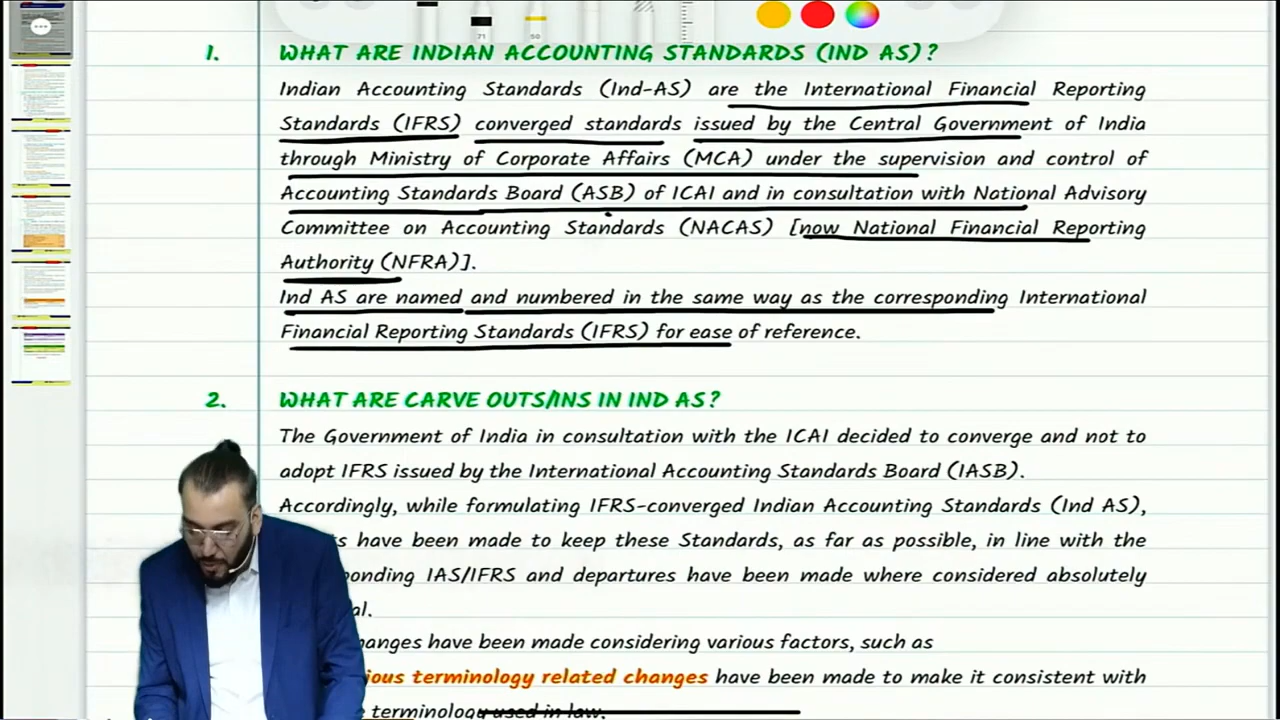 71
50
1. WHAT ARE INDIAN ACCOUNTING STANDARDS (IND AS)?
Indian Accounting Standards (Ind-AS) are the International Financial Reporting
Standards (IFRS) converged standards issued by the Central Government of India
through Ministry of Corporate Affairs (MCA) under the supervision and control of
Accounting Standards Board (ASB) of ICAI and in consultation with National Advisory
Committee on Accounting Standards (NACAS) [now National Financial Reporting
Authority (NFRA)].
Ind AS are named and numbered in the same way as the corresponding International
Financial Reporting Standards (IFRS) for ease of reference.
2. WHAT ARE CARVE OUTS/INS IN IND AS?
The Government of India in consultation with the ICAI decided to converge and not to
adopt IFRS issued by the International Accounting Standards Board (IASB).
Accordingly, while formulating IFRS-converged Indian Accounting Standards (Ind AS),
have been made to keep these Standards, as far as possible, in line with the
IAS/IFRS and departures have been made where considered absolutely
have been made considering various factors, such as
terminology related changes have been made to make it consistent with
terminology used in law.